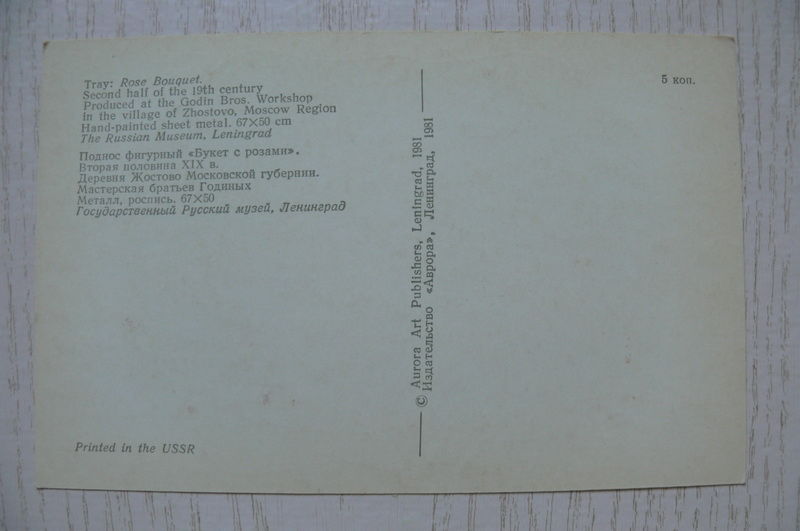 Tray: Rose Bouquet.
Second half of the 19th century
Produced at the Godin Bros. Workshop
in the village of Zhostovo, Moscow Region
Hand-painted sheet metal. 67×50 cm
The Russian Museum, Leningrad
Поднос фигурный «Букет с розами».
Вторая половина XIX в.
Деревня Жостово Московской губернии.
Мастерская братьев Годиных
Металл, роспись. 67×50
Государственный Русский музей, Ленинград
Printed in the USSR
© Aurora Art Publishers, Leningrad, 1981
Издательство «Аврора», Ленинград, 1981
5 коп.